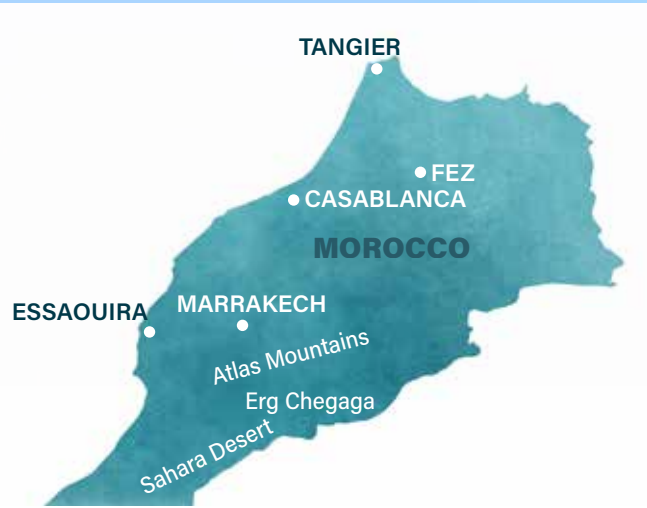 TANGIER
FEZ
CASABLANCA
MOROCCO
MARRAKECH
ESSAOUIRA
Atlas Mountains
Erg Chegaga
Sahara Desert